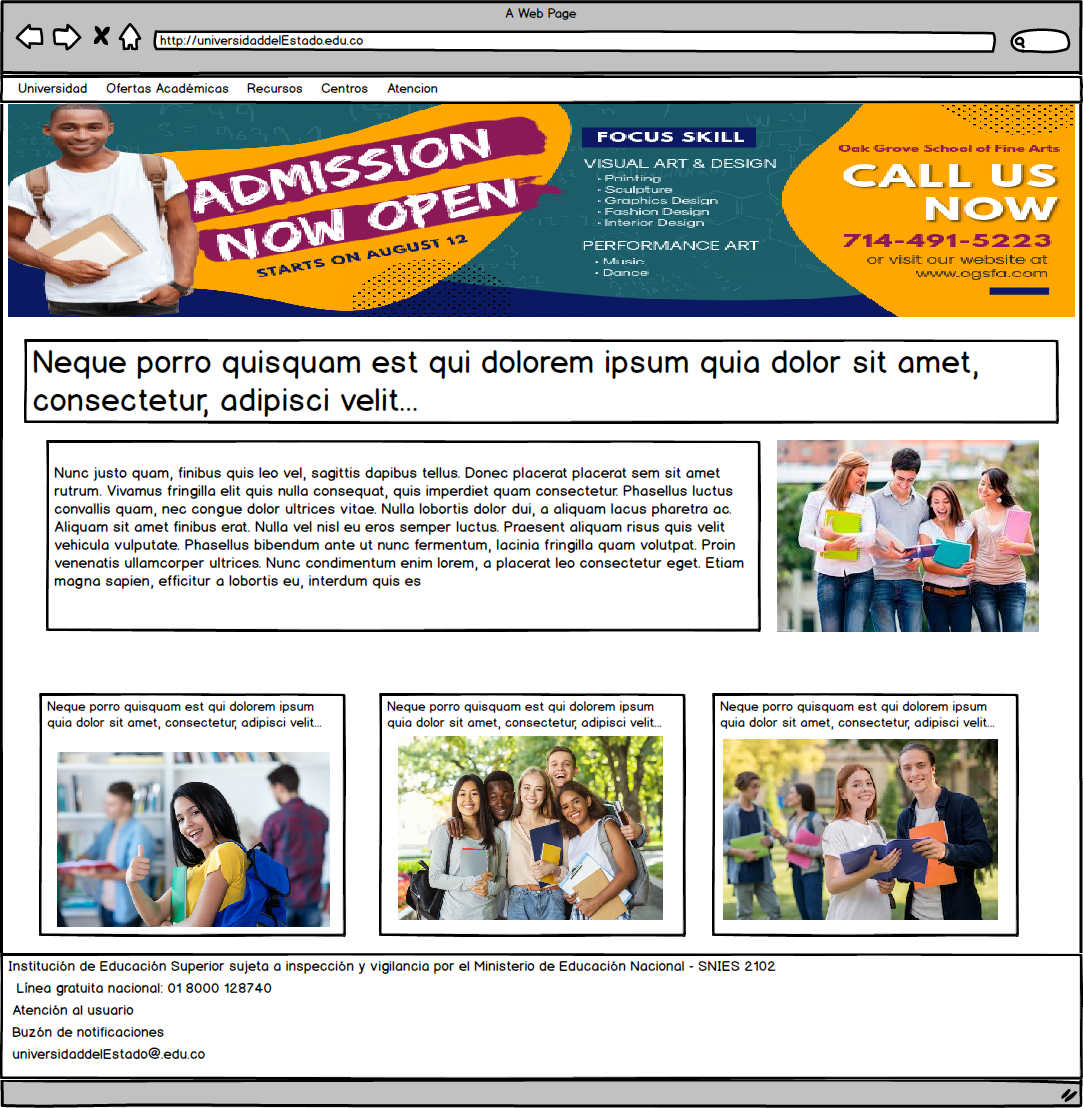 A Web Page
http://universidaddelEstado.edu.co
Universidad Ofertas Académicas Recursos Centros Atencion
ADMISSION
NOW OPEN
STARTS ON AUGUST 12
FOCUS SKILL
VISUAL ART & DESIGN
• Painting
• Sculpture
• Graphics Design
• Fashion Design
• Interior Design
PERFORMANCE ART
• Music
• Dance
Oak Grove School of Fine Arts
CALL US
NOW
714-491-5223
or visit our website at
www.ogsfa.com
Neque porro quisquam est qui dolorem ipsum quia dolor sit amet,
consectetur, adipisci velit...
Nunc justo quam, finibus quis leo vel, sagittis dapibus tellus. Donec placerat placerat sem sit amet
rutrum. Vivamus fringilla elit quis nulla consequat, quis imperdiet quam consectetur. Phasellus luctus
convallis quam, nec congue dolor ultrices vitae. Nulla lobortis dolor dui, a aliquam lacus pharetra ac.
Aliquam sit amet finibus erat. Nulla vel nisl eu eros semper luctus. Praesent aliquam risus quis velit
vehicula vulputate. Phasellus bibendum ante ut nunc fermentum, lacinia fringilla quam volutpat. Proin
venenatis ullamcorper ultrices. Nunc condimentum enim lorem, a placerat leo consectetur eget. Etiam
magna sapien, efficitur a lobortis eu, interdum quis es
Neque porro quisquam est qui dolorem ipsum
quia dolor sit amet, consectetur, adipisci velit...
Neque porro quisquam est qui dolorem ipsum
quia dolor sit amet, consectetur, adipisci velit...
Neque porro quisquam est qui dolorem ipsum
quia dolor sit amet, consectetur, adipisci velit...
Institución de Educación Superior sujeta a inspección y vigilancia por el Ministerio de Educación Nacional - SNIES 2102
Línea gratuita nacional: 01 8000 128740
Atención al usuario
Buzón de notificaciones
universidaddelEstado@.edu.co